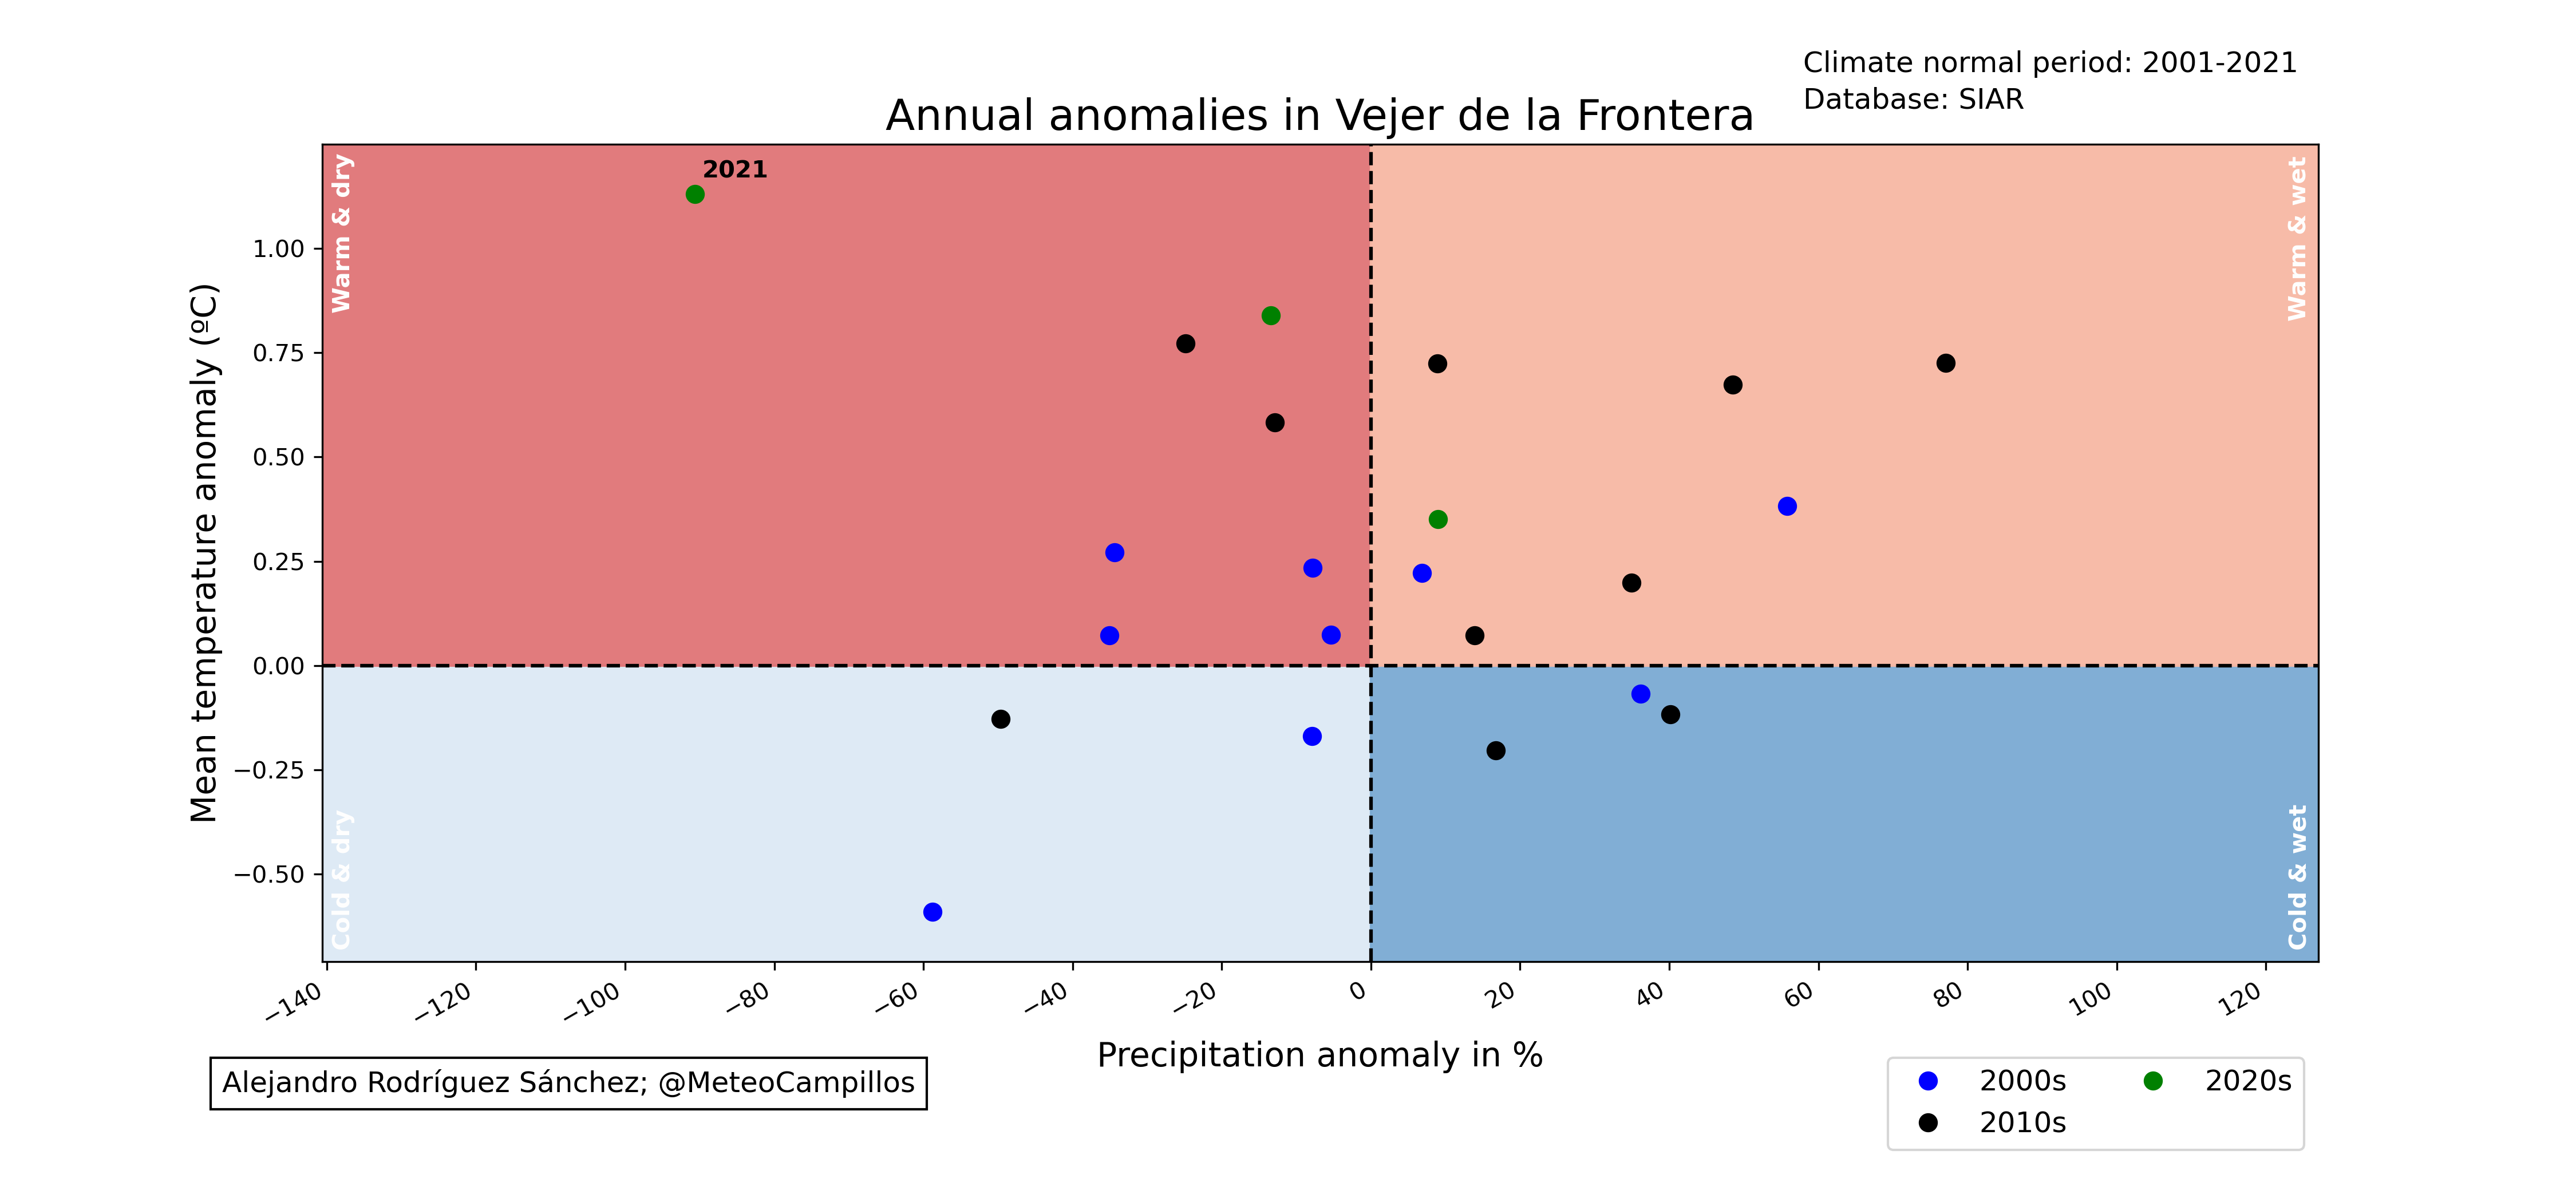 Climate normal period: 2001-2021
Database: SIAR
Annual anomalies in Vejer de la Frontera
Warm & dry
2021
Warm & wet
1.00
0.75
0.50
0.25
0.00
−0.25
−0.50
Mean temperature anomaly (ºC)
Cold & dry
Cold & wet
−140 −120 −100 −80 −60 −40 −20 0 20 40 60 80 100 120
Precipitation anomaly in %
Alejandro Rodríguez Sánchez; @MeteoCampillos
2000s 2020s
2010s